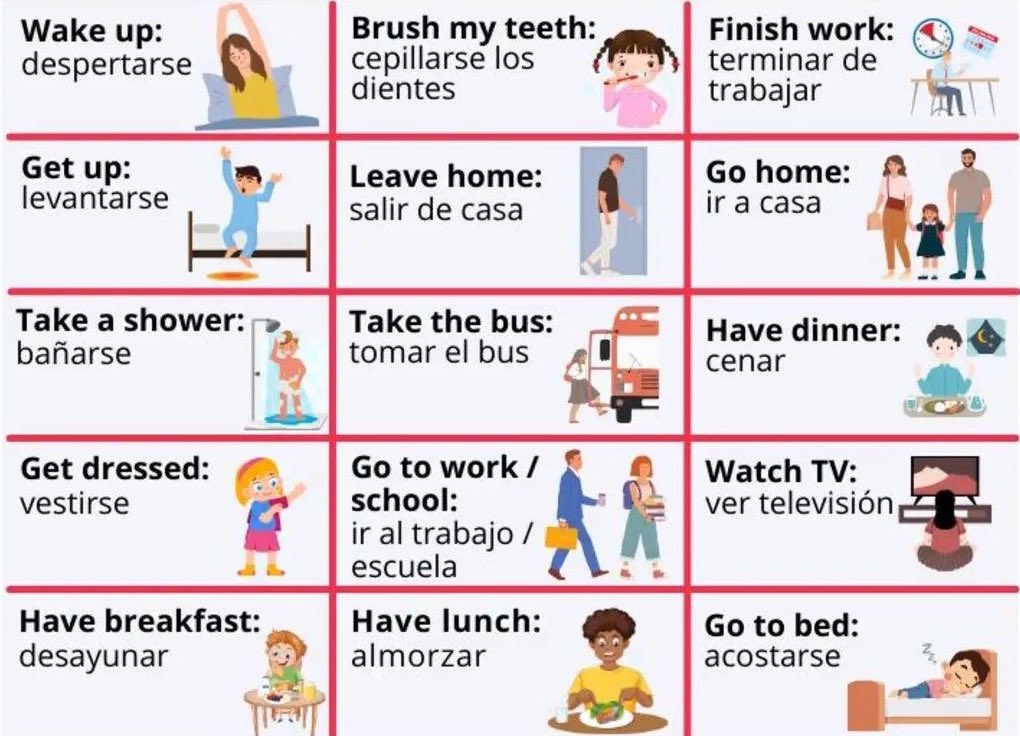 Wake up:
despertarse
Get up:
levantarse
Take a shower:
bañarse
Get dressed:
vestirse
Have breakfast:
desayunar
Brush my teeth:
cepillarse los
dientes
Leave home:
salir de casa
Take the bus:
tomar el bus
Go to work /
school:
ir al trabajo /
escuela
Have lunch:
almorzar
Finish work:
terminar de
trabajar
Go home:
ir a casa
Have dinner:
cenar
Watch TV:
ver televisión
Go to bed:
acostarse